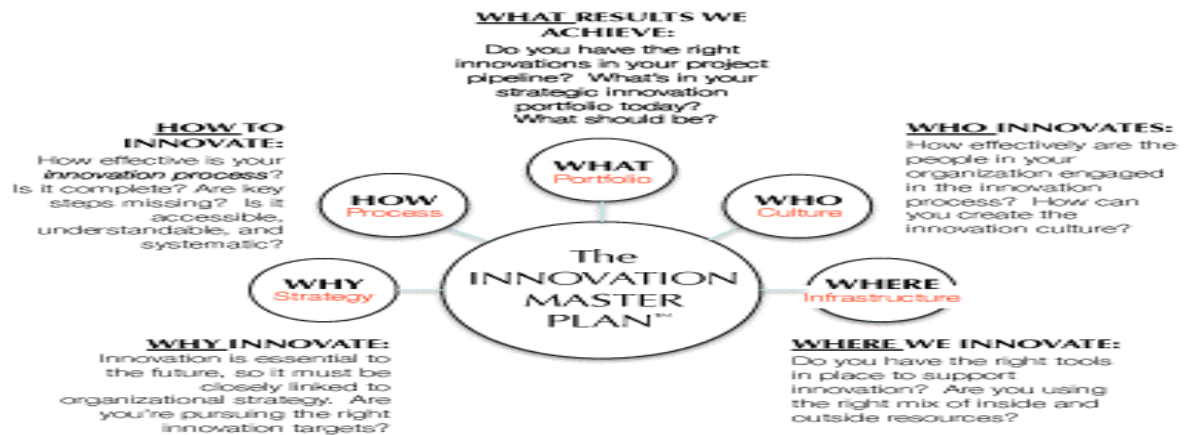 WHAT RESULTS WE
ACHIEVE:
Do you have the right
innovations in your project
pipeline? What's in your
strategic innovation
portfolio today?
What should be?
HOW TO
INNOVATE:
How effective is your
innovation process?
Is it complete? Are key
steps missing? Is it
accessible,
understandable, and
systematic?
WHO INNOVATES:
How effectively are the
people in your
organization engaged
in the innovation
process? How can
you create the
innovation culture?
WHAT
Portfolio
HOW
Process
WHO
Culture
WHY
Strategy
The
INNOVATION
MASTER
PLAN™
WHERE
Infrastructure
WHY INNOVATE:
Innovation is essential to
the future, so it must be
closely linked to
organizational strategy. Are
you're pursuing the right
innovation targets?
WHERE WE INNOVATE:
Do you have the right tools
in place to support
innovation? Are you using
the right mix of inside and
outside resources?